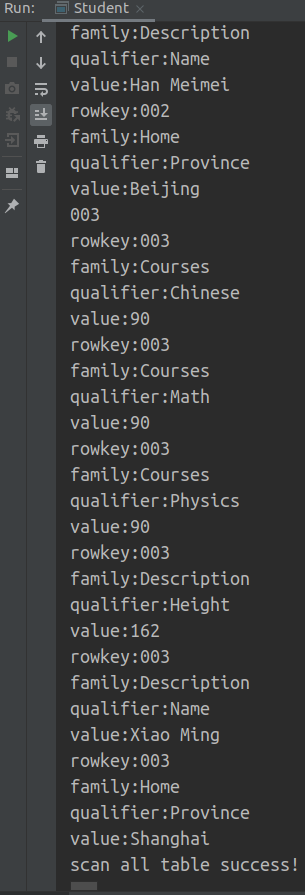 Run: Student
family:Description
qualifier:Name
value:Han Meimei
rowkey:002
family:Home
qualifier:Province
value:Beijing
003
rowkey:003
family:Courses
qualifier:Chinese
value:90
rowkey:003
family:Courses
qualifier:Math
value:90
rowkey:003
family:Courses
qualifier:Physics
value:90
rowkey:003
family:Description
qualifier:Height
value:162
rowkey:003
family:Description
qualifier:Name
value:Xiao Ming
rowkey:003
family:Home
qualifier:Province
value:Shanghai
scan all table success!